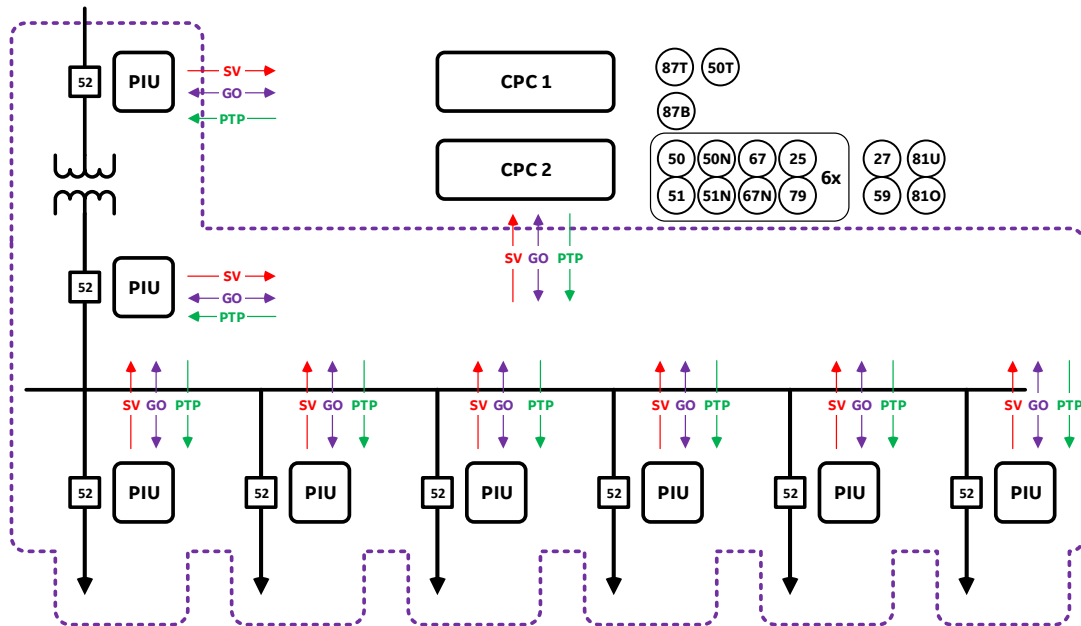 52
PIU
SV
GO
PTP
CPC 1
87T
50T
87B
CPC 2
50
50N
67
25
6x
27
81U
51
51N
67N
79
59
81O
SV GO PTP
52
PIU
SV
GO
PTP
SV GO PTP
SV GO PTP
SV GO PTP
SV GO PTP
SV GO PTP
SV GO PTP
52
PIU
52
PIU
52
PIU
52
PIU
52
PIU
52
PIU